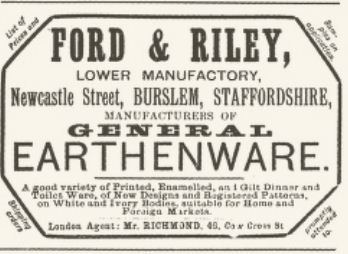 List of
Prices and
Sam-
ples on
application.
FORD & RILEY,
LOWER MANUFACTORY,
Newcastle Street, BURSLEM, STAFFORDSHIRE,
MANUFACTURERS OF
GENERAL
EARTHENWARE.
A good variety of Printed, Enamelled, and Gilt Dinner and
Toilet Ware, of New Designs and Registered Patterns,
on White and Ivory Bodies, suitable for Home and
Foreign Markets.
London Agent: Mr. RICHMOND, 46, Cow Cross St
Shipping
orders
promptly
attended
to.